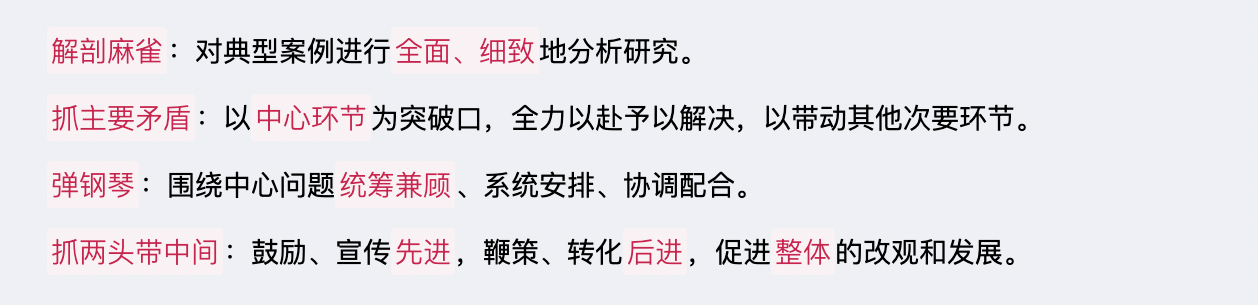 解剖麻雀：对典型案例进行全面、细致地分析研究。
抓主要矛盾：以中心环节为突破口，全力以赴予以解决，以带动其他次要环节。
弹钢琴：围绕中心问题统筹兼顾、系统安排、协调配合。
抓两头带中间：鼓励、宣传先进，鞭策、转化后进，促进整体的改观和发展。